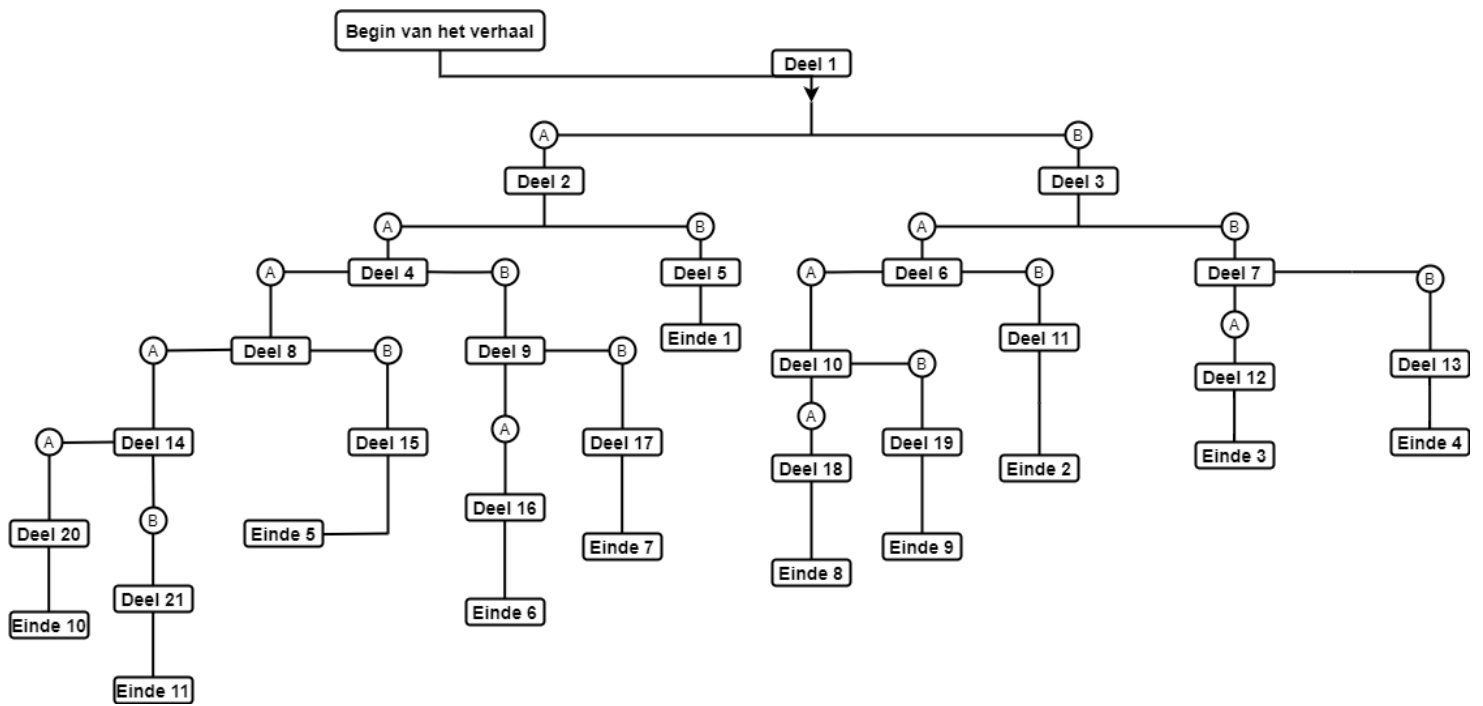 Begin van het verhaal
Deel 1
A
B
Deel 2
Deel 3
A
B
A
B
A
Deel 4
B
Deel 5
A
Deel 6
B
Deel 7
B
Einde 1
A
Deel 11
A
Deel 8
B
Deel 9
B
Deel 10
B
Deel 12
Deel 13
A
A
Deel 14
Deel 15
A
Deel 17
Deel 18
Deel 19
Einde 2
Einde 3
Einde 4
Deel 16
Deel 20
B
Einde 5
Einde 7
Einde 9
Einde 8
Deel 21
Einde 6
Einde 10
Einde 11